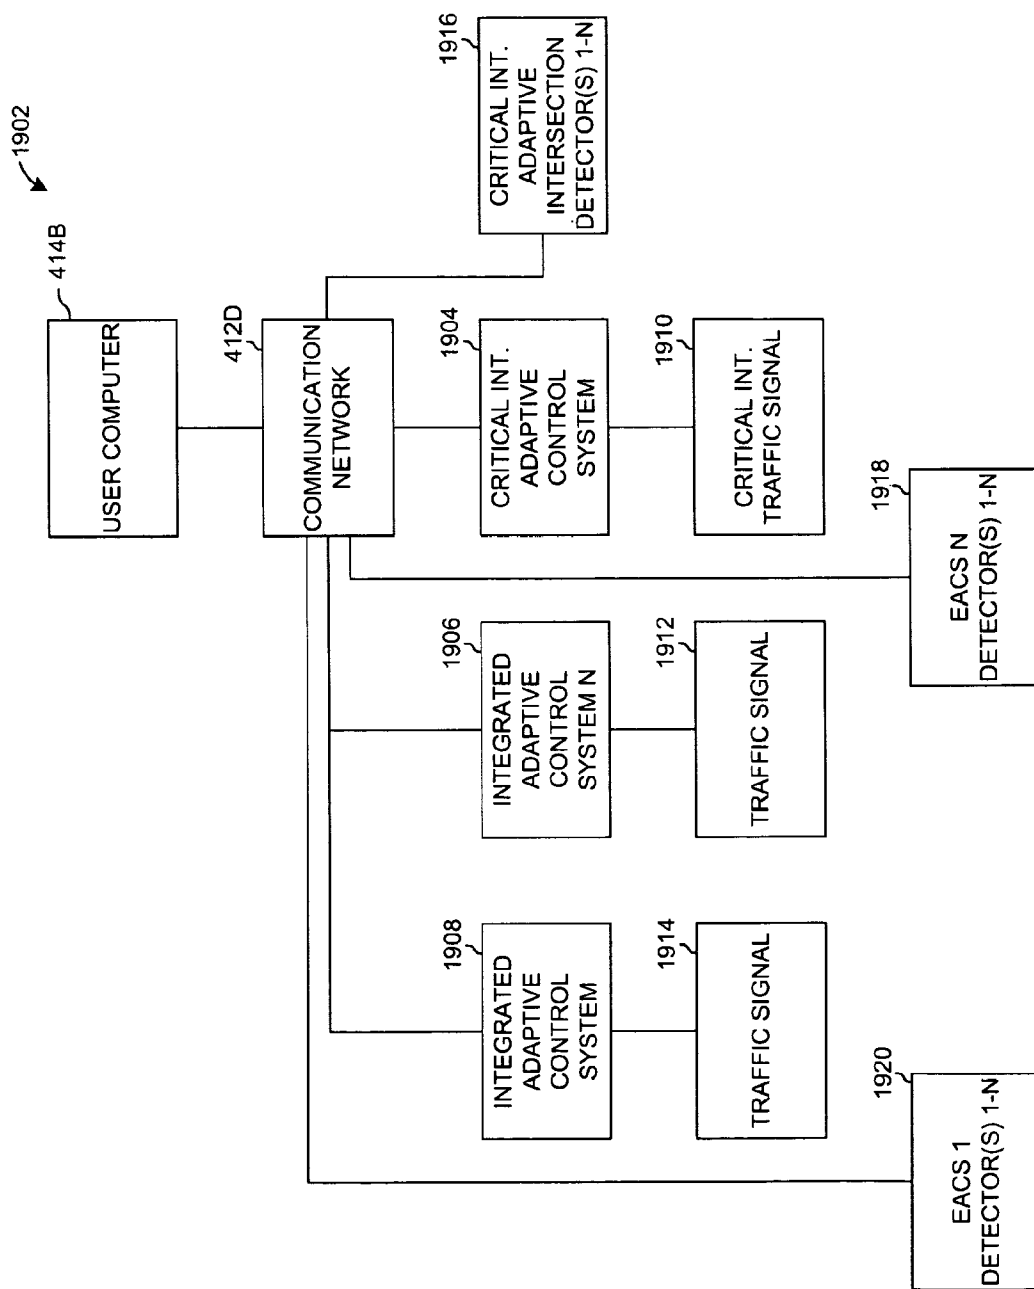 1902
414B
USER COMPUTER
412D
COMMUNICATION
NETWORK
1916
CRITICAL INT.
ADAPTIVE
INTERSECTION
DETECTOR(S) 1-N
1904
CRITICAL INT.
ADAPTIVE
CONTROL
SYSTEM
1906
INTEGRATED
ADAPTIVE
CONTROL
SYSTEM N
1908
INTEGRATED
ADAPTIVE
CONTROL
SYSTEM
1910
CRITICAL INT.
TRAFFIC SIGNAL
1912
TRAFFIC SIGNAL
1914
TRAFFIC SIGNAL
1918
EACS N
DETECTOR(S) 1-N
1920
EACS 1
DETECTOR(S) 1-N